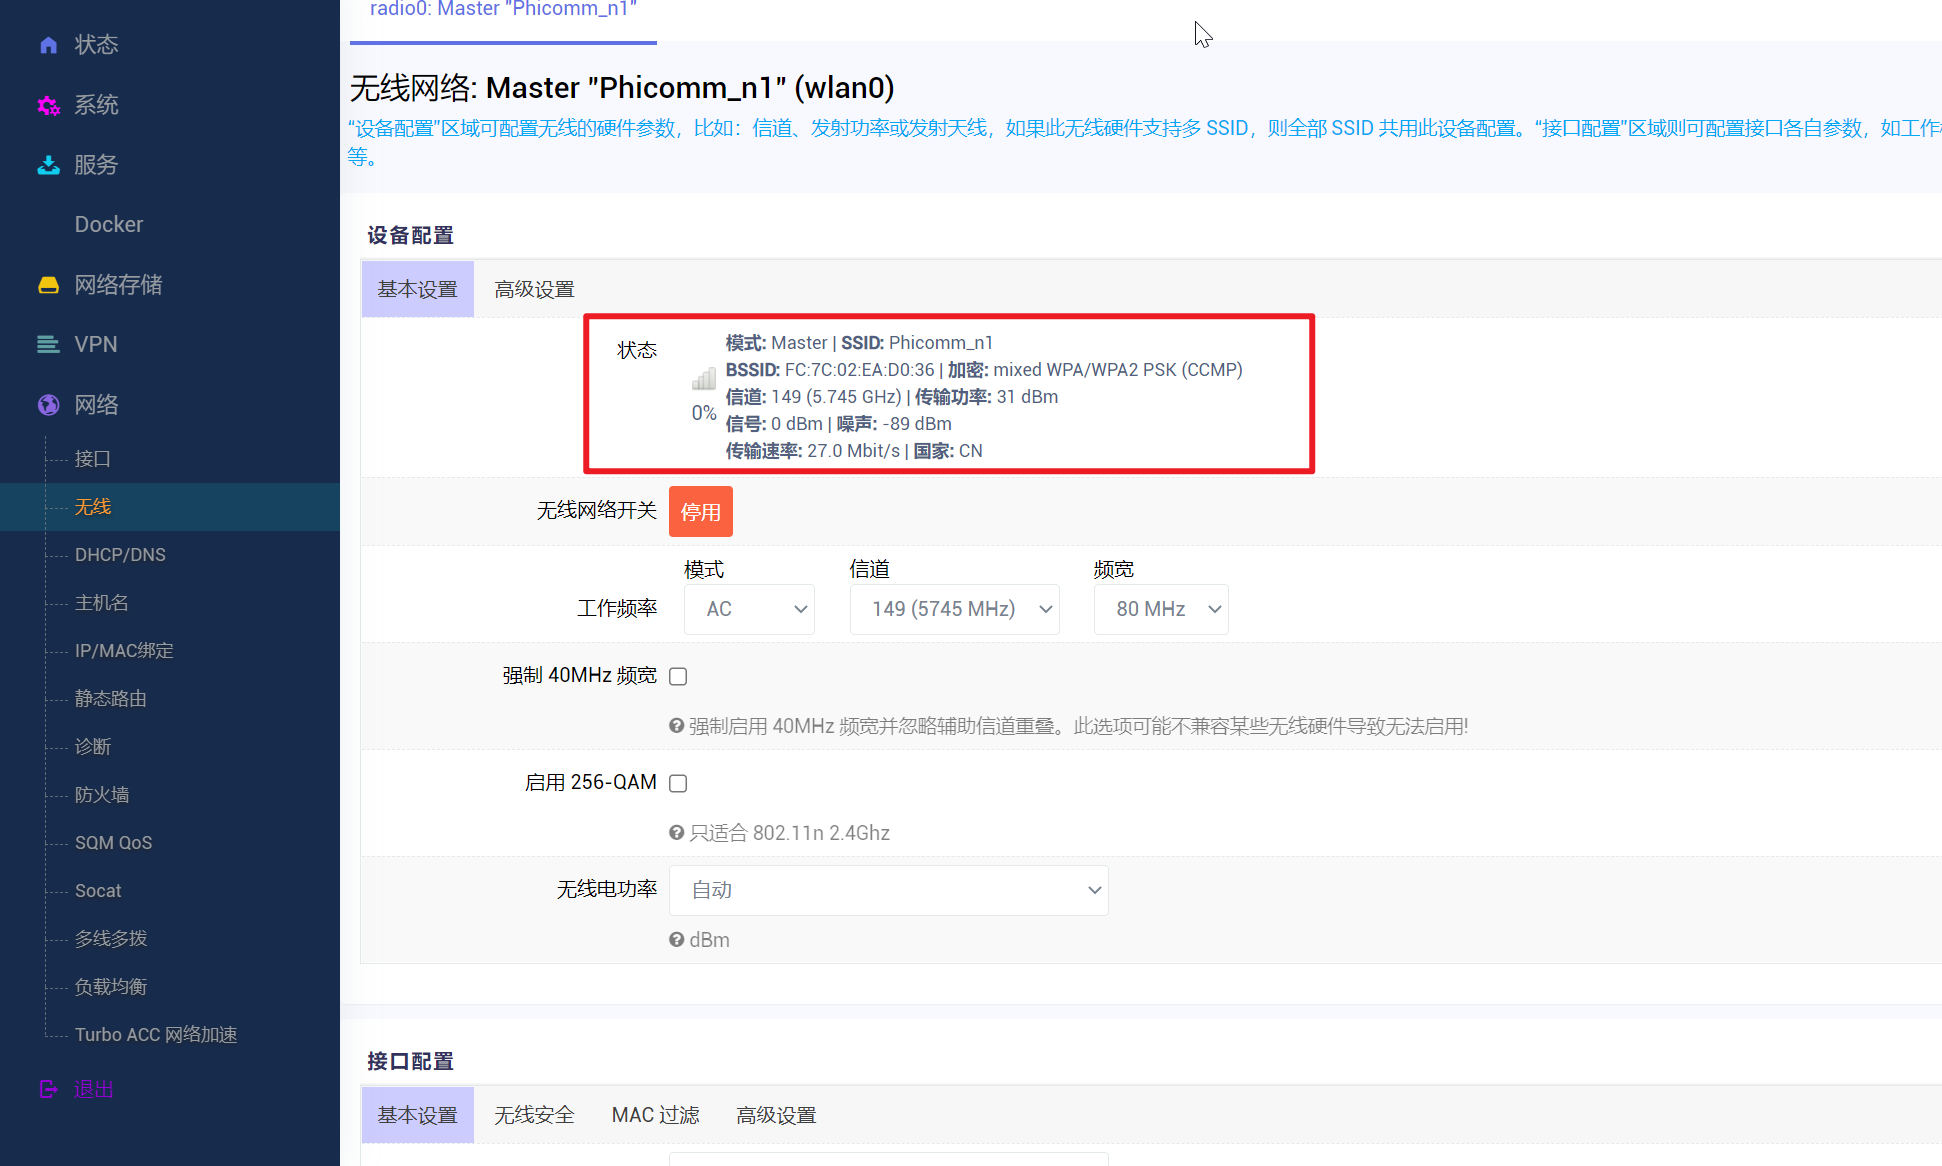 状态
系统
服务
Docker
网络存储
VPN
网络
接口
无线
DHCP/DNS
主机名
IP/MAC绑定
静态路由
诊断
防火墙
SQM QoS
Socat
多线多拨
负载均衡
Turbo ACC 网络加速
退出
radio0: Master "Phicomm_n1"
无线网络: Master "Phicomm_n1" (wlan0)
“设备配置”区域可配置无线的硬件参数，比如：信道、发射功率或发射天线，如果此无线硬件支持多 SSID，则全部 SSID 共用此设备配置。“接口配置”区域则可配置接口各自参数，如工作
等。
设备配置
基本设置 高级设置
状态
0%
模式: Master | SSID: Phicomm_n1
BSSID: FC:7C:02:EA:D0:36 | 加密: mixed WPA/WPA2 PSK (CCMP)
信道: 149 (5.745 GHz) | 传输功率: 31 dBm
信号: 0 dBm | 噪声: -89 dBm
传输速率: 27.0 Mbit/s | 国家: CN
无线网络开关 停用
模式 信道 频宽
工作频率 AC 149 (5745 MHz) 80 MHz
强制 40MHz 频宽
强制启用 40MHz 频宽并忽略辅助信道重叠。此选项可能不兼容某些无线硬件导致无法启用!
启用 256-QAM
只适合 802.11n 2.4Ghz
无线电功率 自动
dBm
接口配置
基本设置 无线安全 MAC 过滤 高级设置